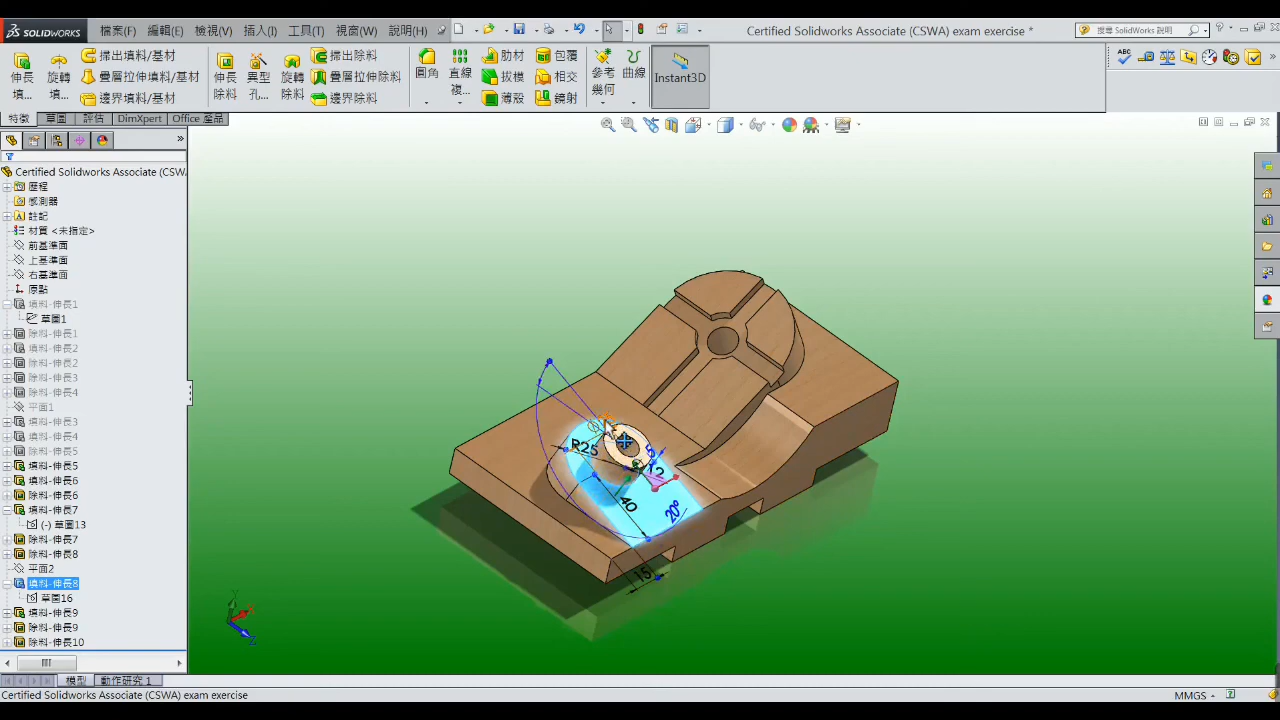 SOLIDWORKS 檔案(F) 編輯(E) 檢視(V) 插入(I) 工具(T) 視窗(W) 說明(H) Certified Solidworks Associate (CSWA) exam exercise * 搜尋 SolidWorks 說明
伸長填... 旋轉填... 掃出填料/基材 疊層拉伸填料/基材 邊界填料/基材 伸長除料 異型孔... 旋轉除料 掃出除料 疊層拉伸除料 邊界除料 圓角 直線複... 肋材 拔模 薄殼 包覆 相交 鏡射 參考幾何 曲線 Instant3D
特徵 草圖 評估 DimXpert Office 產品
Certified Solidworks Associate (CSWA
歷程
感測器
註記
材質 <未指定>
前基準面
上基準面
右基準面
原點
填料-伸長1
草圖1
除料-伸長1
填料-伸長2
除料-伸長2
除料-伸長3
除料-伸長4
平面1
填料-伸長3
填料-伸長4
除料-伸長5
填料-伸長5
填料-伸長6
除料-伸長6
填料-伸長7
(-) 草圖13
除料-伸長7
除料-伸長8
平面2
填料-伸長8
草圖16
填料-伸長9
除料-伸長9
除料-伸長10
R25
5
12
40
20°
15
Y
X
Z
模型 動作研究 1
Certified Solidworks Associate (CSWA) exam exercise MMGS